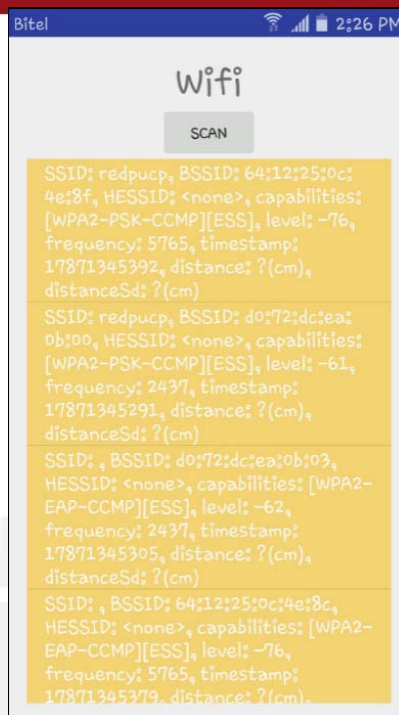 Bitel 2:26 PM
Wifi
SCAN
SSID: redpucp, BSSID: 64:12:25:0c:
4e:8f, HESSID: <none>, capabilities:
[WPA2-PSK-CCMP][ESS], level: -76,
frequency: 5765, timestamp:
17871345392, distance: ?(cm),
distanceSd: ?(cm)
SSID: redpucp, BSSID: d0:72:dc:ea:
0b:00, HESSID: <none>, capabilities:
[WPA2-PSK-CCMP][ESS], level: -61,
frequency: 2437, timestamp:
17871345291, distance: ?(cm),
distanceSd: ?(cm)
SSID: , BSSID: d0:72:dc:ea:0b:03,
HESSID: <none>, capabilities: [WPA2-
EAP-CCMP][ESS], level: -62,
frequency: 2437, timestamp:
17871345305, distance: ?(cm),
distanceSd: ?(cm)
SSID: , BSSID: 64:12:25:0c:4e:8c,
HESSID: <none>, capabilities: [WPA2-
EAP-CCMP][ESS], level: -76,
frequency: 5765, timestamp:
17871345379, distance: ?(cm),